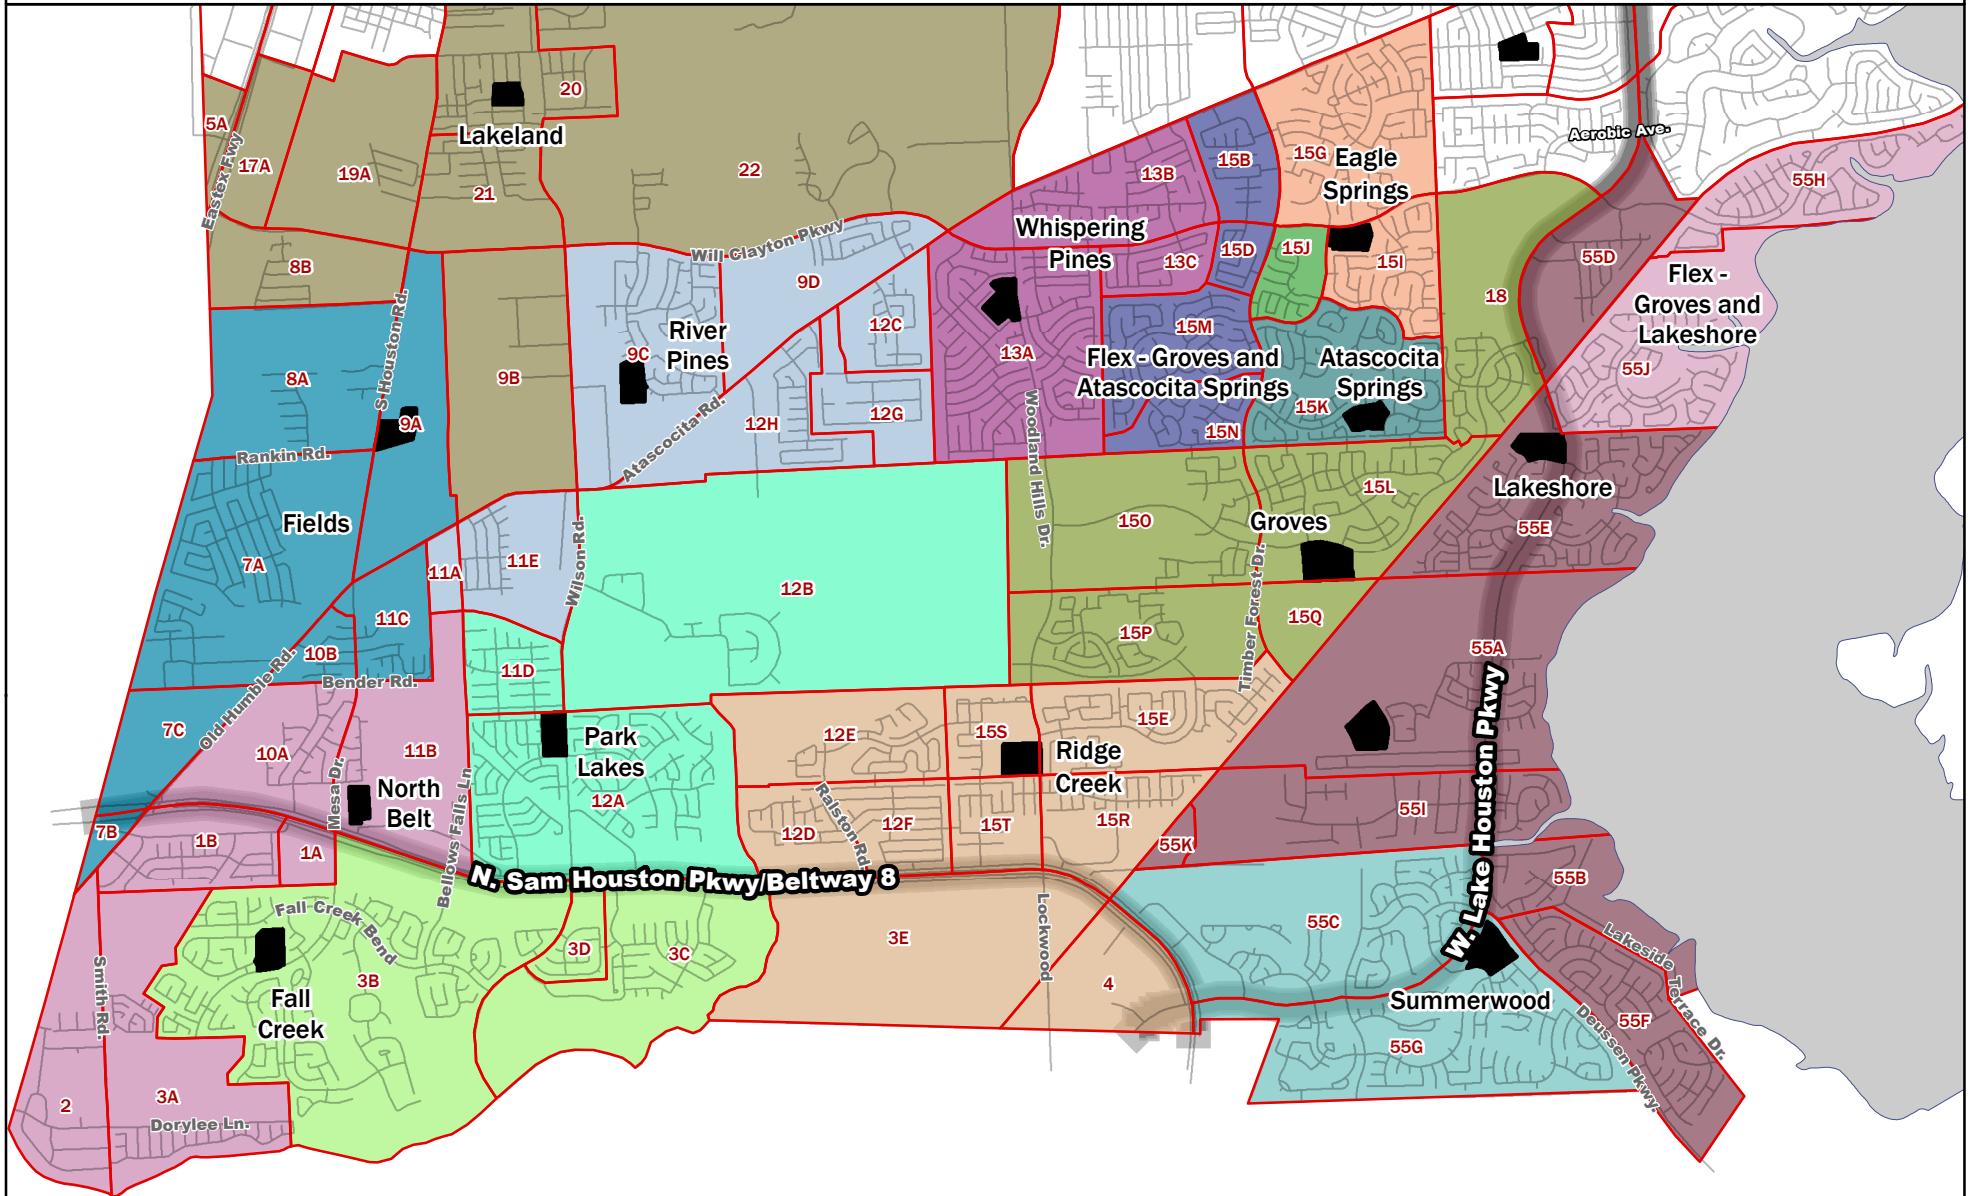 20
5A
Aerobic Ave.
Lakeland
Eastex Fwy
17A
19A
21
22
13B
15B
15G
Eagle
Springs
55H
Whispering
Pines
Will Clayton Pkwy
13C
15D
15J
15I
55D
8B
9D
Flex -
Groves and
Lakeshore
18
S Houston Rd.
River
Pines
12C
15M
9C
13A
Flex - Groves and
Atascocita Springs
Atascocita
Springs
55J
8A
9B
15K
12G
9A
12H
15N
Atascocita Rd.
Woodland Hills Dr.
Rankin Rd.
15L
Lakeshore
Fields
15O
Groves
55E
7A
11A
11E
Wilson Rd.
12B
Timber Forest Dr.
11C
15P
15Q
10B
55A
11D
Bender Rd.
Old Humble Rd.
7C
10A
11B
12E
15S
15E
Park
Lakes
Ridge
Creek
W. Lake Houston Pkwy
Mesa Dr.
North
Belt
Bellows Falls Ln
12A
Ralston Rd
12D
12F
15T
15R
55I
7B
1B
1A
55K
N. Sam Houston Pkwy/Beltway 8
55B
Fall Creek Bend
Lockwood
3E
55C
3D
3C
Lakeside Terrace Dr.
Smith Rd.
3B
4
Fall
Creek
Summerwood
Deussen Pkwy.
55F
55G
3A
2
Dorylee Ln.